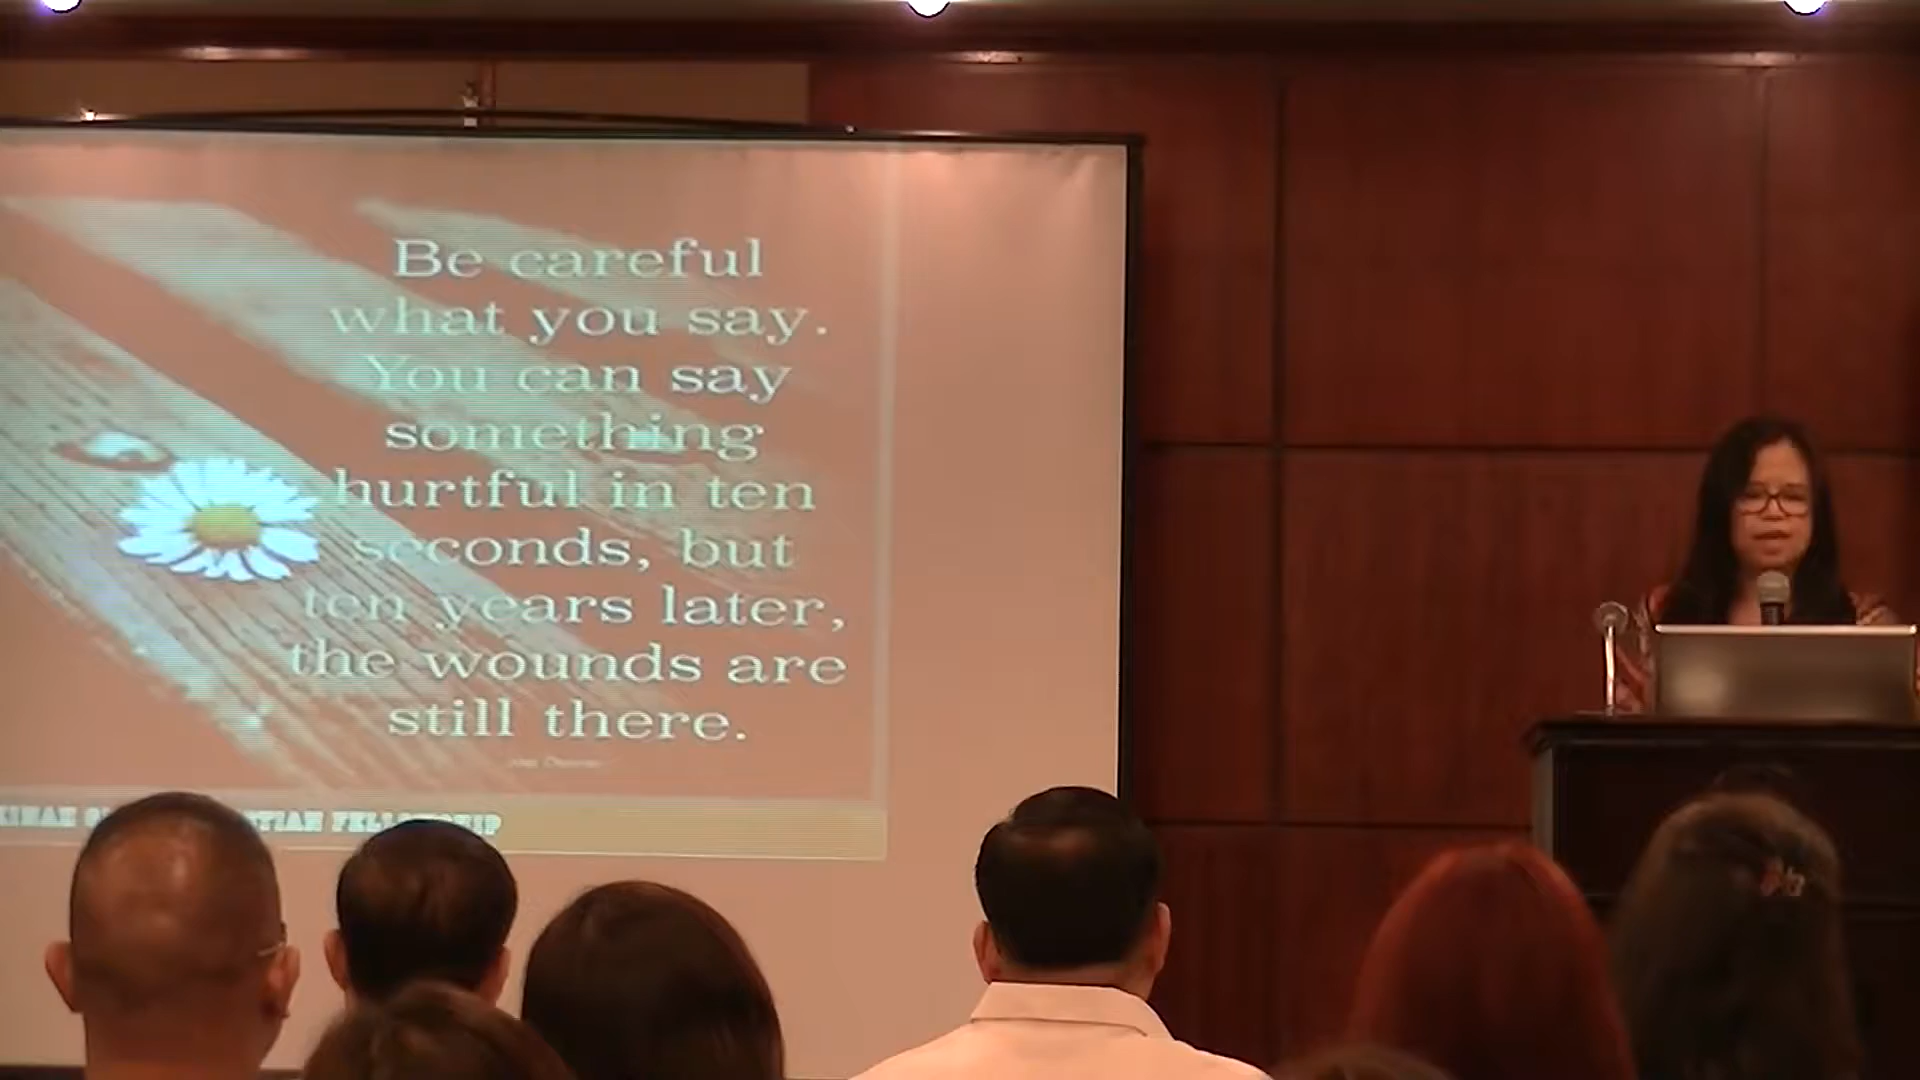 Be careful
what you say.
You can say
something
hurtful in ten
seconds, but
ten years later,
the wounds are
still there.
FELLOWSHIP